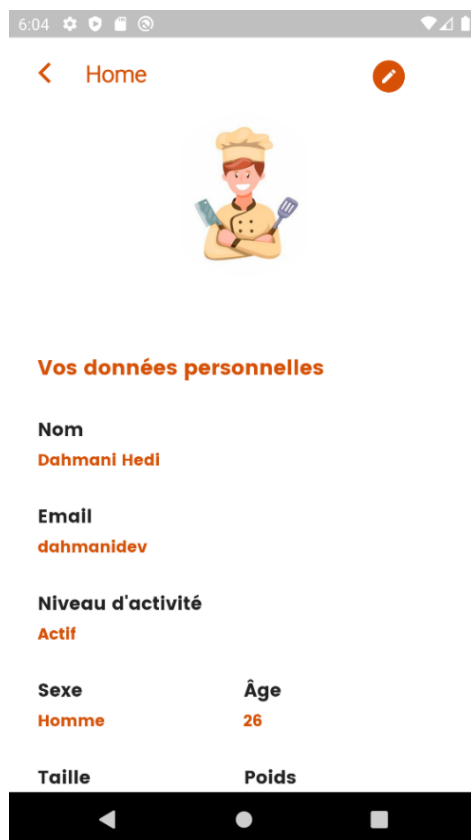 6:04
Home
Vos données personnelles
Nom
Dahmani Hedi
Email
dahmanidev
Niveau d'activité
Actif
Sexe Âge
Homme 26
Taille Poids